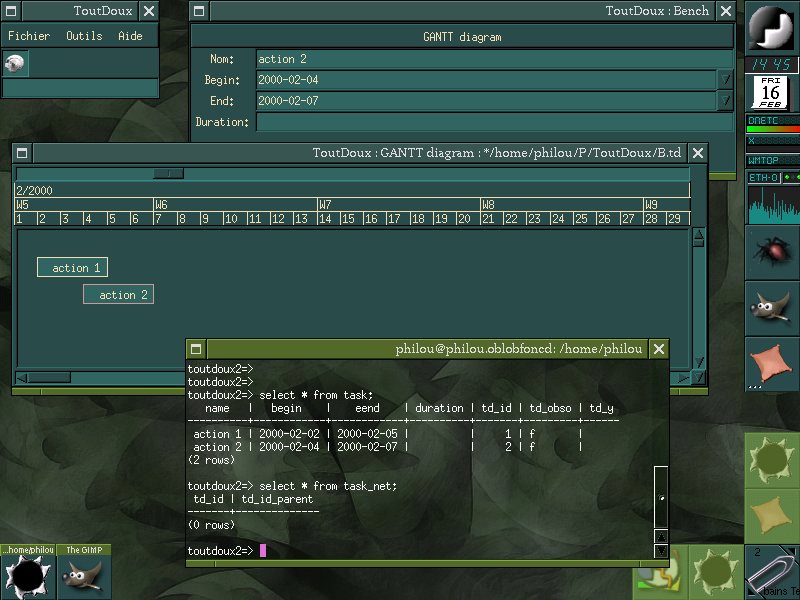 ToutDoux
Fichier Outils Aide
ToutDoux : Bench
GANTT diagram
Nom: action 2
Begin: 2000-02-04
End: 2000-02-07
Duration:
14:45
FRI
16
FEB
DNETC
X
WMTOP
ETH-0
ToutDoux : GANTT diagram : */home/philou/P/ToutDoux/B.td
2/2000
W5 W6 W7 W8 W9
1 2 3 4 5 6 7 8 9 10 11 12 13 14 15 16 17 18 19 20 21 22 23 24 25 26 27 28 29
action 1
action 2
philou@philou.oblobfoncd: /home/philou
toutdoux2=>
toutdoux2=>
toutdoux2=> select * from task;
name | begin | eend | duration | td_id | td_obso | td_y
----------+------------+------------+----------+-------+---------+------
action 1 | 2000-02-02 | 2000-02-05 | | 1 | f |
action 2 | 2000-02-04 | 2000-02-07 | | 2 | f |
(2 rows)
toutdoux2=> select * from task_net;
td_id | td_id_parent
-------+--------------
(0 rows)
toutdoux2=>
...home/philou
The GIMP
2
bains Te